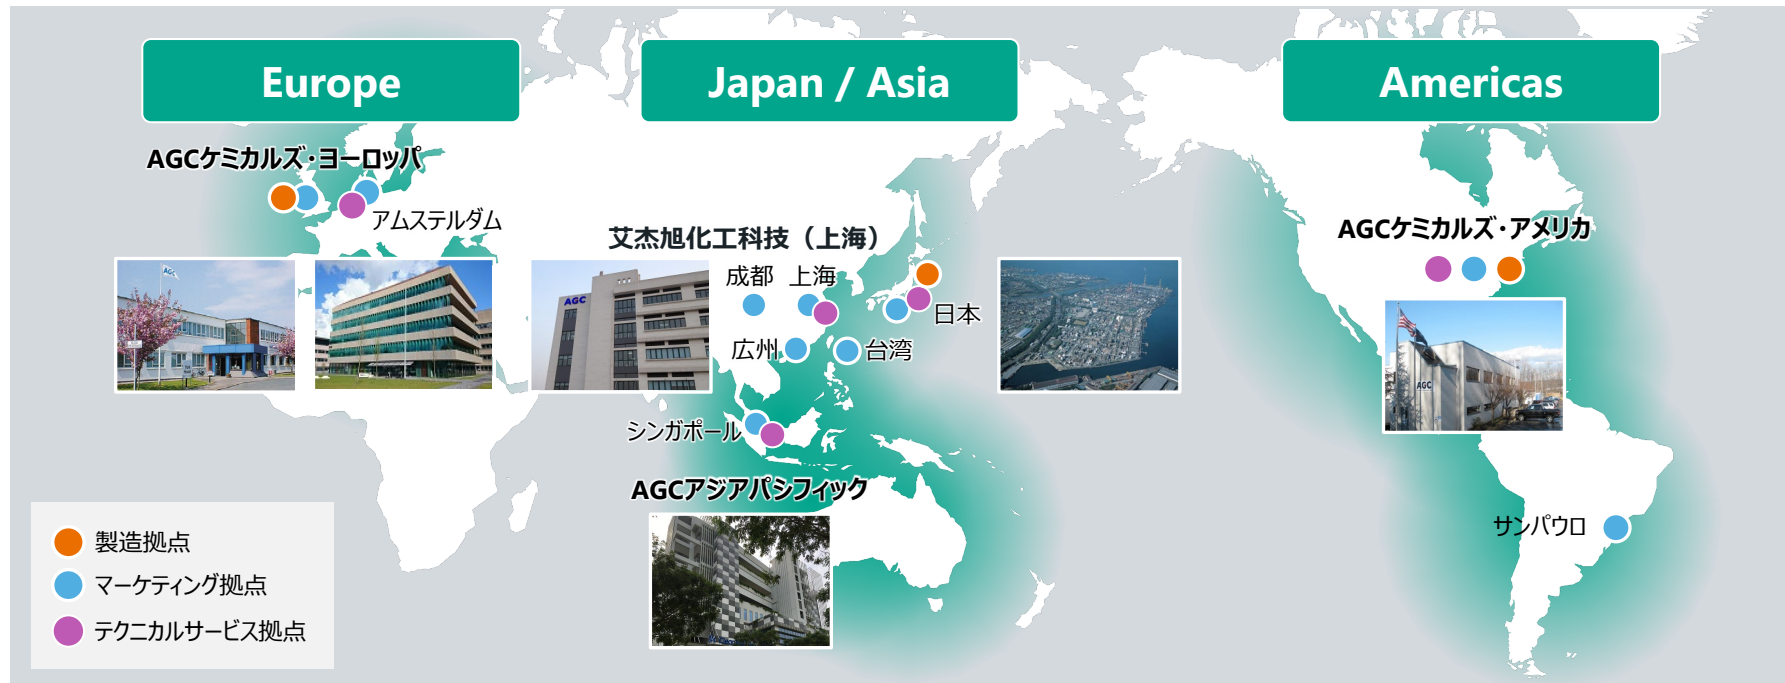 Europe
Japan / Asia
Americas
AGCケミカルズ・ヨーロッパ
アムステルダム
艾杰旭化工科技（上海）
成都
上海
広州
台湾
日本
シンガポール
AGCアジアパシフィック
AGCケミカルズ・アメリカ
サンパウロ
AGC
AGC
AGC
製造拠点
マーケティング拠点
テクニカルサービス拠点